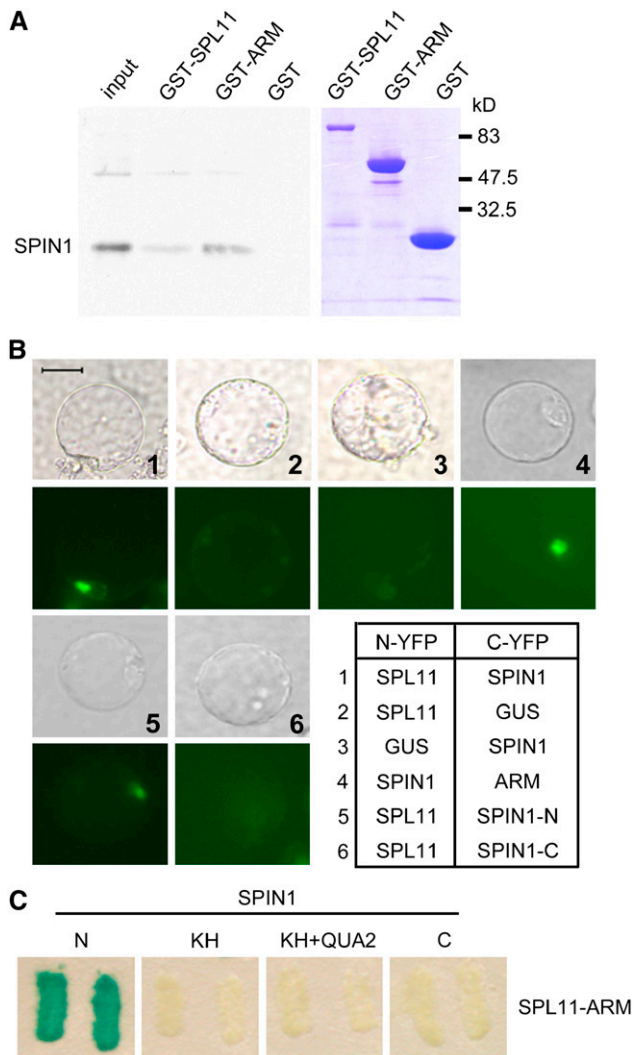 A
input GST-SPL11 GST-ARM GST GST-SPL11 GST-ARM GST
kD
83
47.5
32.5
SPIN1
B
1 2 3 4
5 6
N-YFP C-YFP
1 SPL11 SPIN1
2 SPL11 GUS
3 GUS SPIN1
4 SPIN1 ARM
5 SPL11 SPIN1-N
6 SPL11 SPIN1-C
C
SPIN1
N KH KH+QUA2 C
SPL11-ARM